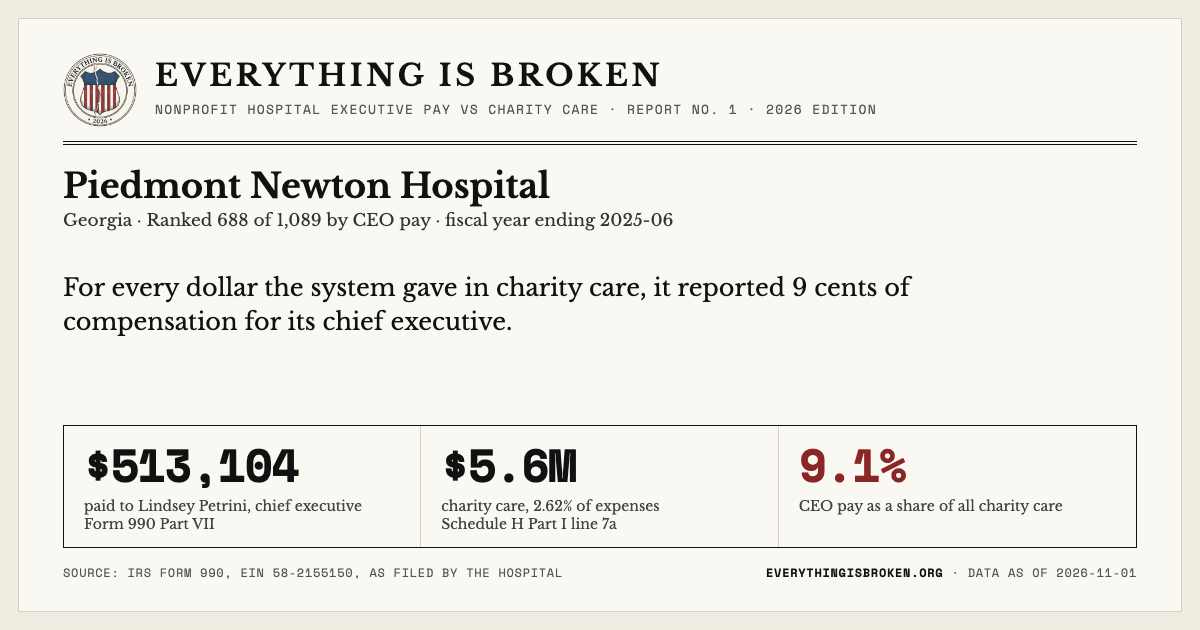 EVERYTHING IS BROKEN
· 2026 ·
EVERYTHING IS BROKEN
NONPROFIT HOSPITAL EXECUTIVE PAY VS CHARITY CARE · REPORT NO. 1 · 2026 EDITION
Piedmont Newton Hospital
Georgia · Ranked 688 of 1,089 by CEO pay · fiscal year ending 2025-06
For every dollar the system gave in charity care, it reported 9 cents of
compensation for its chief executive.
$513,104
paid to Lindsey Petrini, chief executive
Form 990 Part VII
$5.6M
charity care, 2.62% of expenses
Schedule H Part I line 7a
9.1%
CEO pay as a share of all charity care
SOURCE: IRS FORM 990, EIN 58-2155150, AS FILED BY THE HOSPITAL
EVERYTHINGISBROKEN.ORG · DATA AS OF 2026-11-01